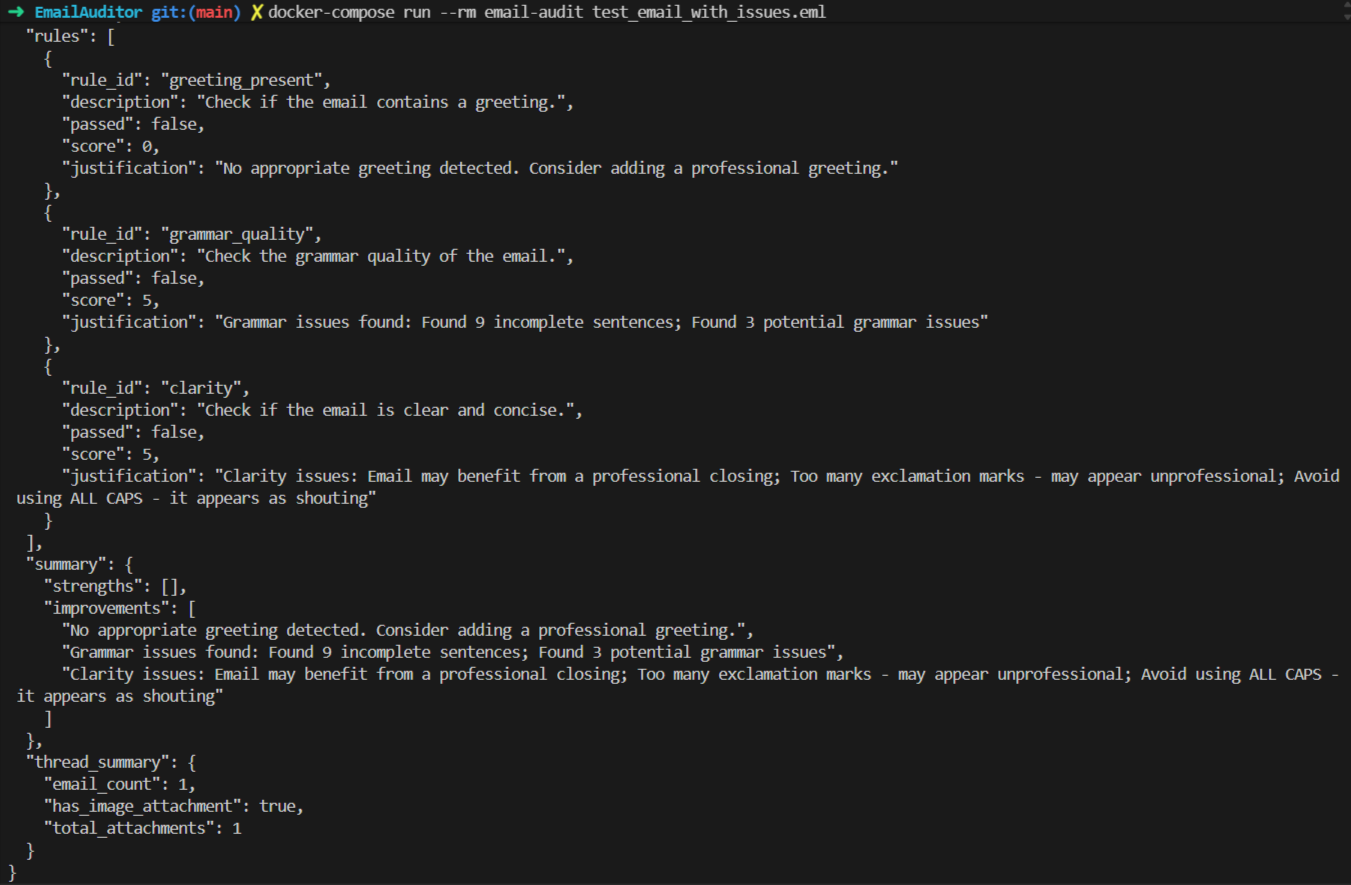 → EmailAuditor git:(main) ✗ docker-compose run --rm email-audit test_email_with_issues.eml
  "rules": [
    {
      "rule_id": "greeting_present",
      "description": "Check if the email contains a greeting.",
      "passed": false,
      "score": 0,
      "justification": "No appropriate greeting detected. Consider adding a professional greeting."
    },
    {
      "rule_id": "grammar_quality",
      "description": "Check the grammar quality of the email.",
      "passed": false,
      "score": 5,
      "justification": "Grammar issues found: Found 9 incomplete sentences; Found 3 potential grammar issues"
    },
    {
      "rule_id": "clarity",
      "description": "Check if the email is clear and concise.",
      "passed": false,
      "score": 5,
      "justification": "Clarity issues: Email may benefit from a professional closing; Too many exclamation marks - may appear unprofessional; Avoid
using ALL CAPS - it appears as shouting"
    }
  ],
  "summary": {
    "strengths": [],
    "improvements": [
      "No appropriate greeting detected. Consider adding a professional greeting.",
      "Grammar issues found: Found 9 incomplete sentences; Found 3 potential grammar issues",
      "Clarity issues: Email may benefit from a professional closing; Too many exclamation marks - may appear unprofessional; Avoid using ALL CAPS -
it appears as shouting"
    ]
  },
  "thread_summary": {
    "email_count": 1,
    "has_image_attachment": true,
    "total_attachments": 1
  }
}